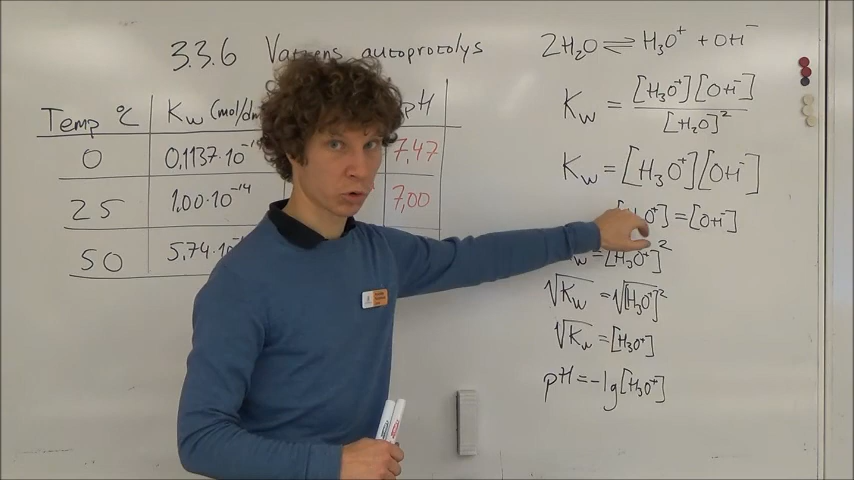 3.3.6 Vattens autoprotolys
Temp °C Kw (mol/dm pH
0 0,1137·10⁻¹⁴ 7,47
25 1,00·10⁻¹⁴ 7,00
50 5,74·10
2H₂O ⇌ H₃O⁺ + OH⁻
Kw = [H₃O⁺][OH⁻] / [H₂O]²
Kw = [H₃O⁺][OH⁻]
O⁺] = [OH⁻]
w = [H₃O⁺]²
√Kw = √[H₃O⁺]²
√Kw = [H₃O⁺]
pH = -lg[H₃O⁺]